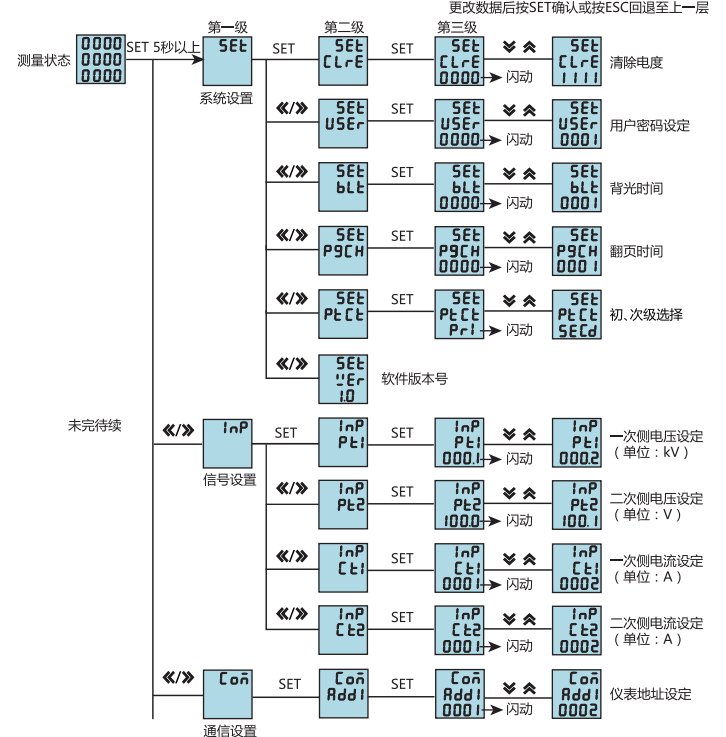 更改数据后按SET确认或按ESC回退至上一层
第一级
第二级
第三级
测量状态
0000
0000
0000
SET 5秒以上
SEt
系统设置
SET
SEt
CLrE
SET
SEt
CLrE
0000
闪动
SEt
CLrE
1111
清除电度
«/»
SEt
USEr
SET
SEt
USEr
0000
闪动
SEt
USEr
0001
用户密码设定
«/»
SEt
bLt
SET
SEt
bLt
0000
闪动
SEt
bLt
0001
背光时间
«/»
SEt
PgCH
SET
SEt
PgCH
0000
闪动
SEt
PgCH
0001
翻页时间
«/»
SEt
PtCt
SET
SEt
PtCt
Pr1
闪动
SEt
PtCt
SECd
初、次级选择
«/»
SEt
VEr
1.0
软件版本号
未完待续
«/»
InP
信号设置
SET
InP
Pt1
SET
InP
Pt1
000.1
闪动
InP
Pt1
000.2
一次侧电压设定
(单位:kV)
«/»
InP
Pt2
SET
InP
Pt2
100.0
闪动
InP
Pt2
100.1
二次侧电压设定
(单位:V)
«/»
InP
Ct1
SET
InP
Ct1
0001
闪动
InP
Ct1
0002
一次侧电流设定
(单位:A)
«/»
InP
Ct2
SET
InP
Ct2
0001
闪动
InP
Ct2
0002
二次侧电流设定
(单位:A)
«/»
Con
通信设置
SET
Con
Add1
SET
Con
Add1
0001
闪动
Con
Add1
0002
仪表地址设定